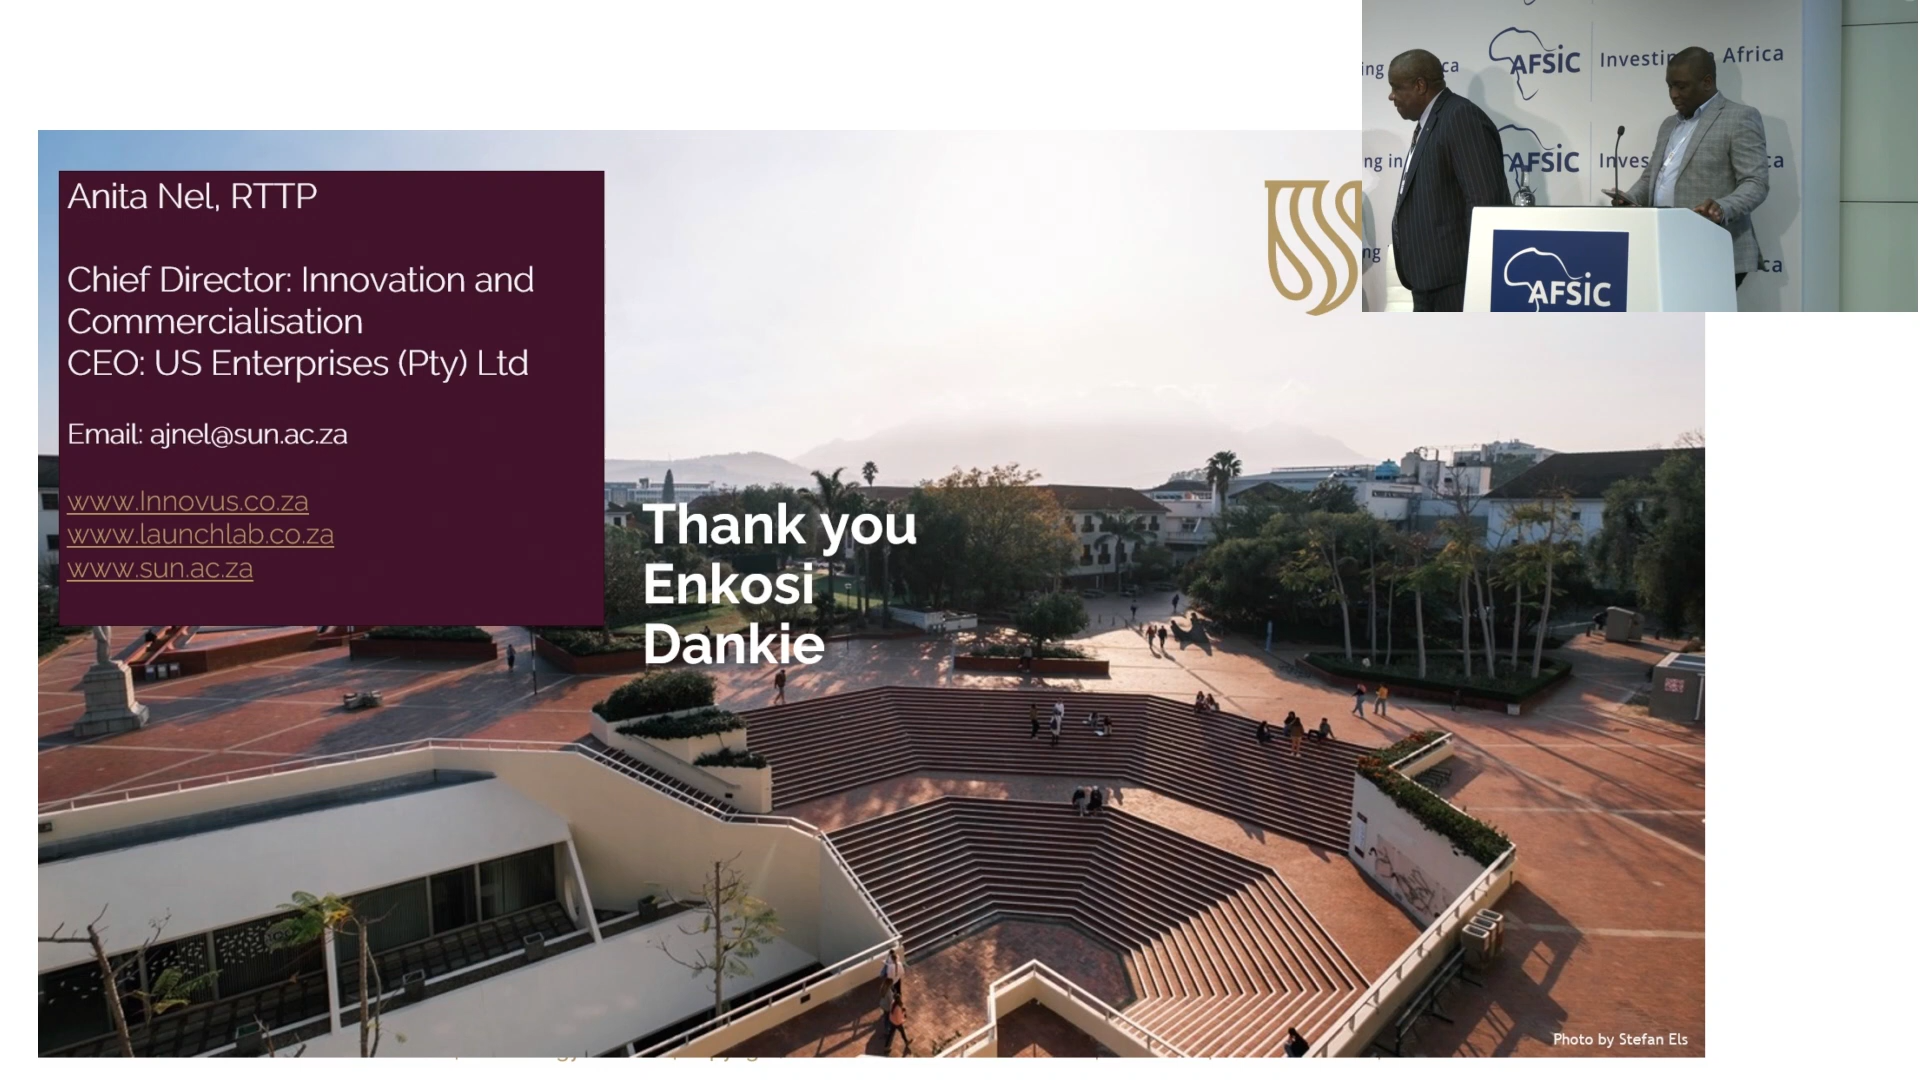 Anita Nel, RTTP
Chief Director: Innovation and
Commercialisation
CEO: US Enterprises (Pty) Ltd
Email: ajnel@sun.ac.za
www.Innovus.co.za
www.launchlab.co.za
www.sun.ac.za
Thank you
Enkosi
Dankie
Photo by Stefan Els
AFSIC Africa
AFSIC
AFSIC